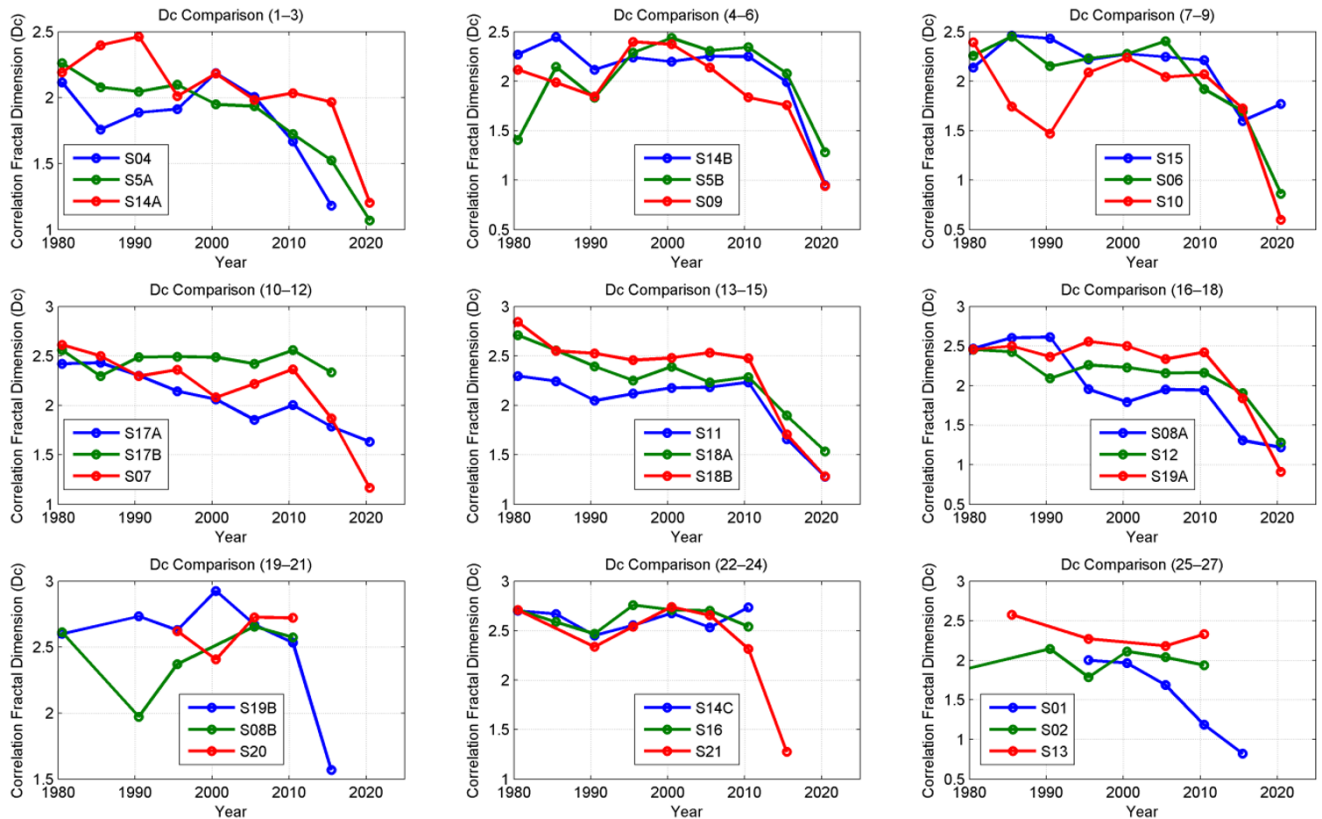 Dc Comparison (1–3)
Correlation Fractal Dimension (Dc)
2.5
2
1.5
1
S04
S5A
S14A
1980 1990 2000 2010 2020
Year
Dc Comparison (4–6)
Correlation Fractal Dimension (Dc)
2.5
2
1.5
1
0.5
S14B
S5B
S09
1980 1990 2000 2010 2020
Year
Dc Comparison (7–9)
Correlation Fractal Dimension (Dc)
2.5
2
1.5
1
0.5
S15
S06
S10
1980 1990 2000 2010 2020
Year
Dc Comparison (10–12)
Correlation Fractal Dimension (Dc)
3
2.5
2
1.5
1
S17A
S17B
S07
1980 1990 2000 2010 2020
Year
Dc Comparison (13–15)
Correlation Fractal Dimension (Dc)
3
2.5
2
1.5
1
S11
S18A
S18B
1980 1990 2000 2010 2020
Year
Dc Comparison (16–18)
Correlation Fractal Dimension (Dc)
3
2.5
2
1.5
1
0.5
S08A
S12
S19A
1980 1990 2000 2010 2020
Year
Dc Comparison (19–21)
Correlation Fractal Dimension (Dc)
3
2.5
2
1.5
S19B
S08B
S20
1980 1990 2000 2010 2020
Year
Dc Comparison (22–24)
Correlation Fractal Dimension (Dc)
3
2.5
2
1.5
1
S14C
S16
S21
1980 1990 2000 2010 2020
Year
Dc Comparison (25–27)
Correlation Fractal Dimension (Dc)
3
2.5
2
1.5
1
0.5
S01
S02
S13
1980 1990 2000 2010 2020
Year